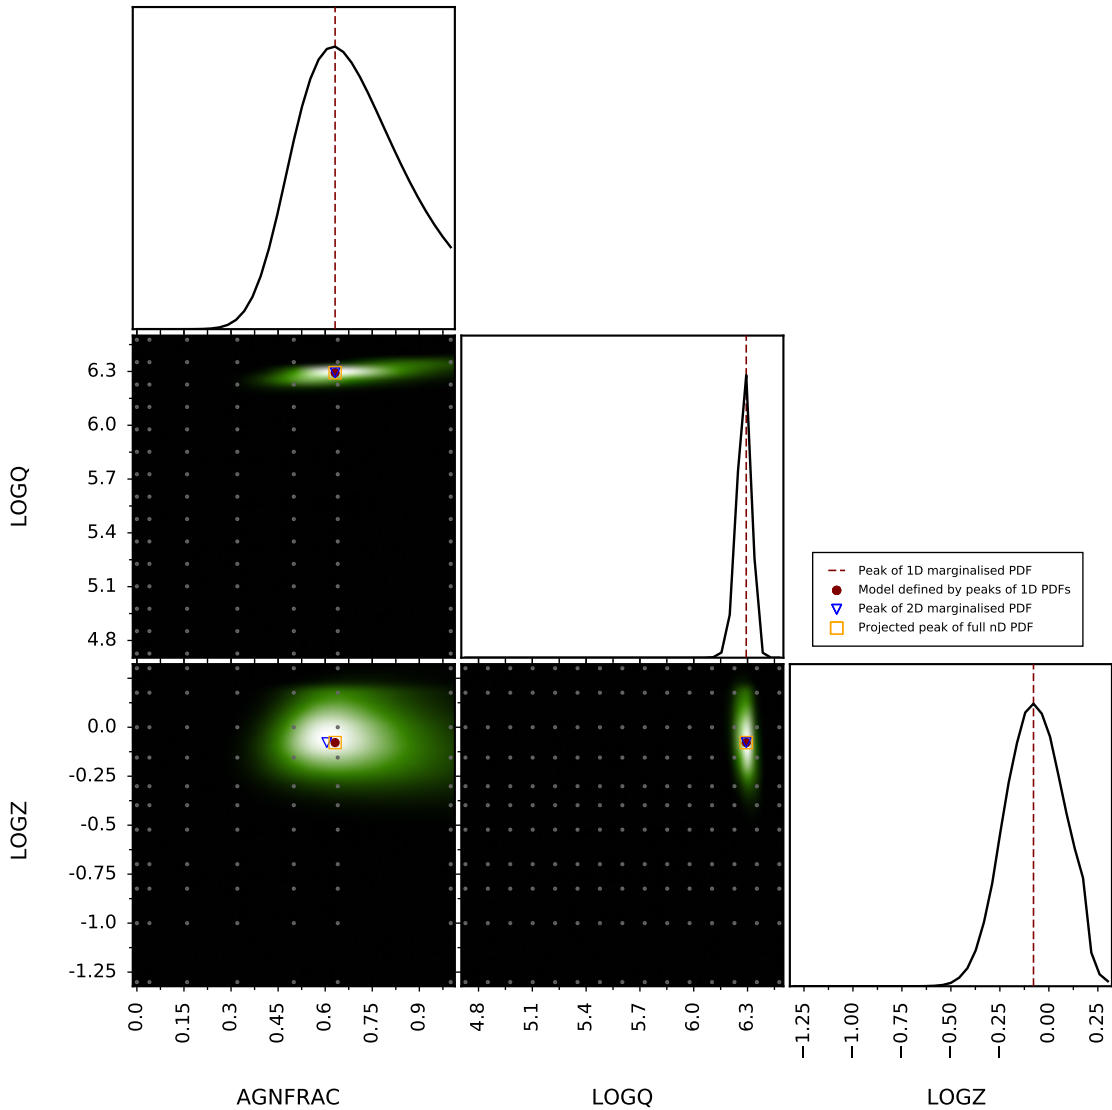 6.3
6.0
5.7
5.4
5.1
4.8
LOGQ
Peak of 1D marginalised PDF
Model defined by peaks of 1D PDFs
Peak of 2D marginalised PDF
Projected peak of full nD PDF
0.0
-0.25
-0.5
-0.75
-1.0
-1.25
LOGZ
0.0 0.15 0.3 0.45 0.6 0.75 0.9
4.8 5.1 5.4 5.7 6.0 6.3
−1.25 −1.00 −0.75 −0.50 −0.25 0.00 0.25
AGNFRAC LOGQ LOGZ